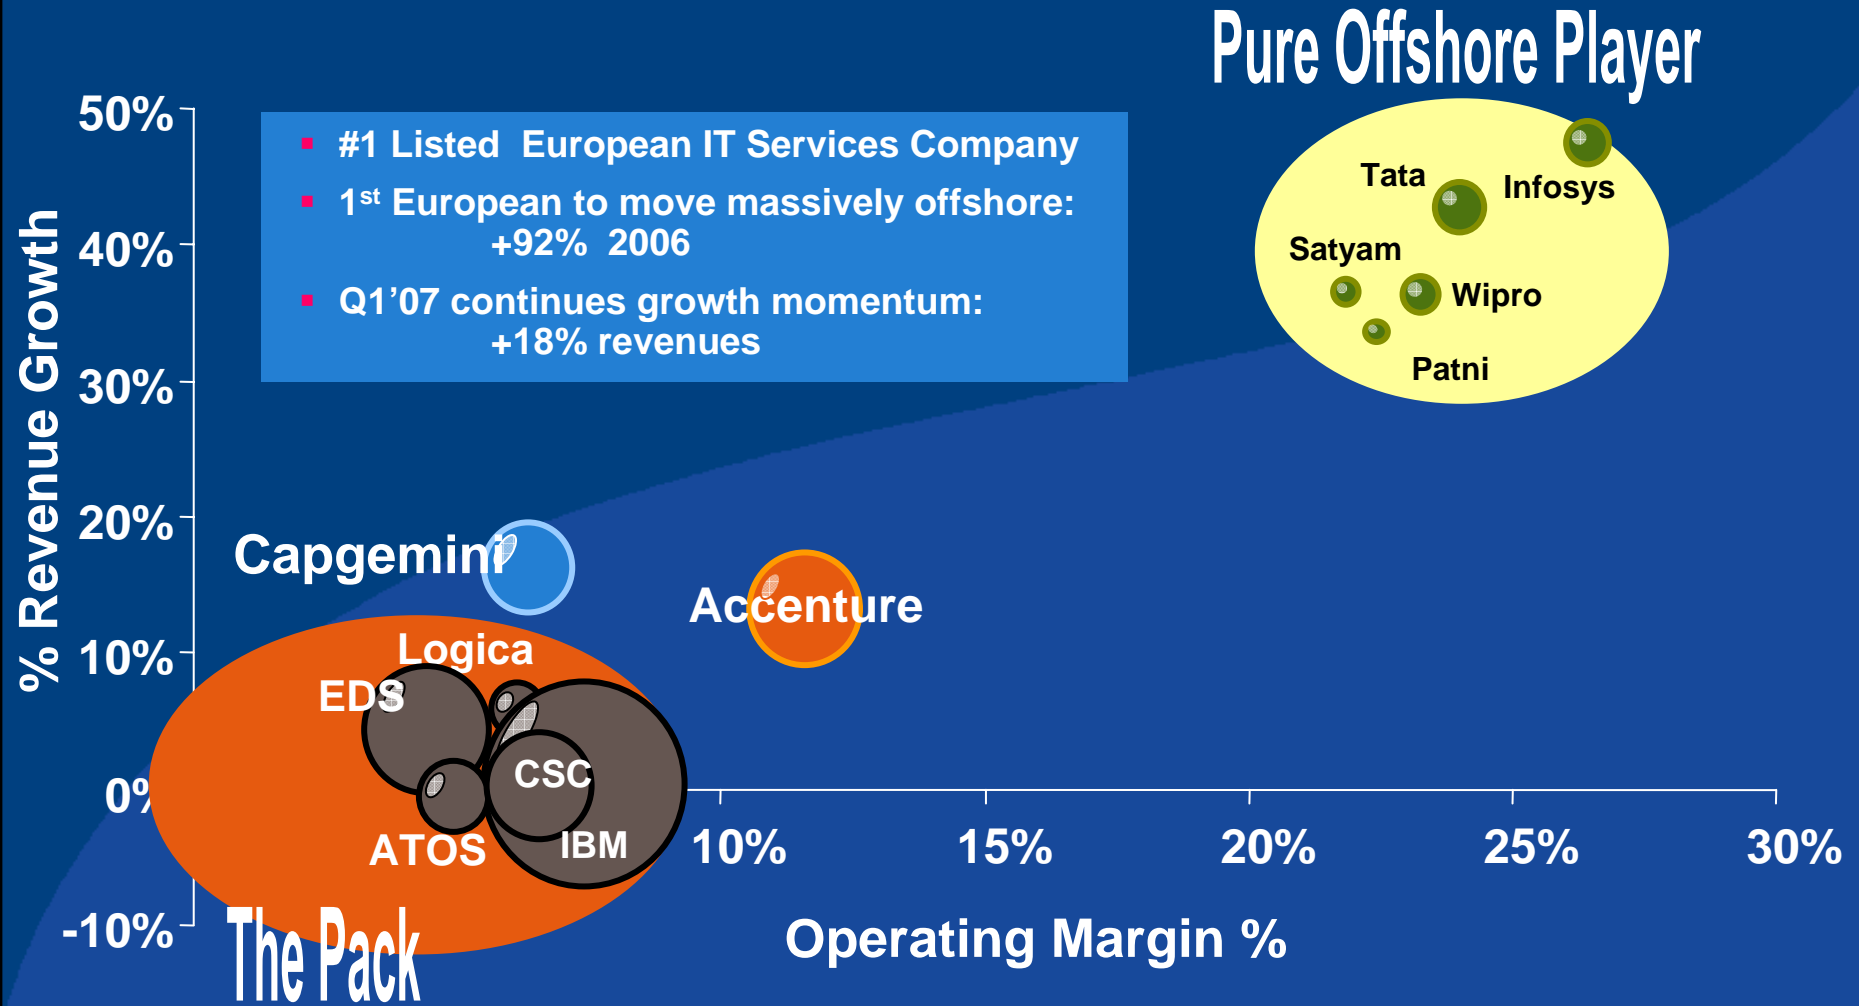 Pure Offshore Player
50%
40%
30%
20%
10%
0%
-10%
% Revenue Growth
▪ #1 Listed European IT Services Company
▪ 1st European to move massively offshore:
+92% 2006
▪ Q1’07 continues growth momentum:
+18% revenues
Tata
Infosys
Satyam
Wipro
Patni
Capgemini
Accenture
Logica
EDS
CSC
ATOS
IBM
10%
15%
20%
25%
30%
The Pack
Operating Margin %